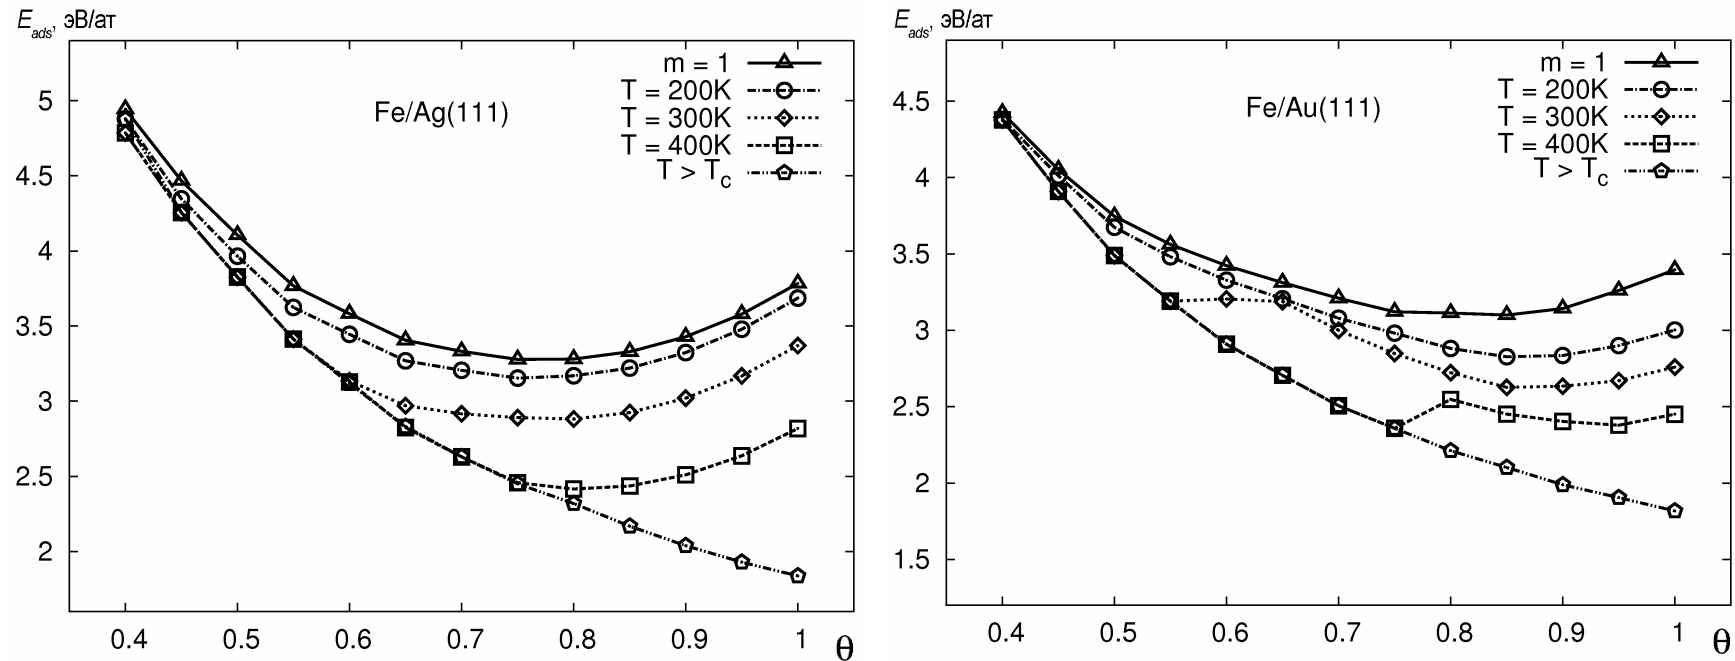 E_ads, эВ/ат
m = 1
T = 200K
T = 300K
T = 400K
T > T_C
Fe/Ag(111)
5
4.5
4
3.5
3
2.5
2
0.4 0.5 0.6 0.7 0.8 0.9 1 θ
E_ads, эВ/ат
m = 1
T = 200K
T = 300K
T = 400K
T > T_C
Fe/Au(111)
4.5
4
3.5
3
2.5
2
1.5
0.4 0.5 0.6 0.7 0.8 0.9 1 θ